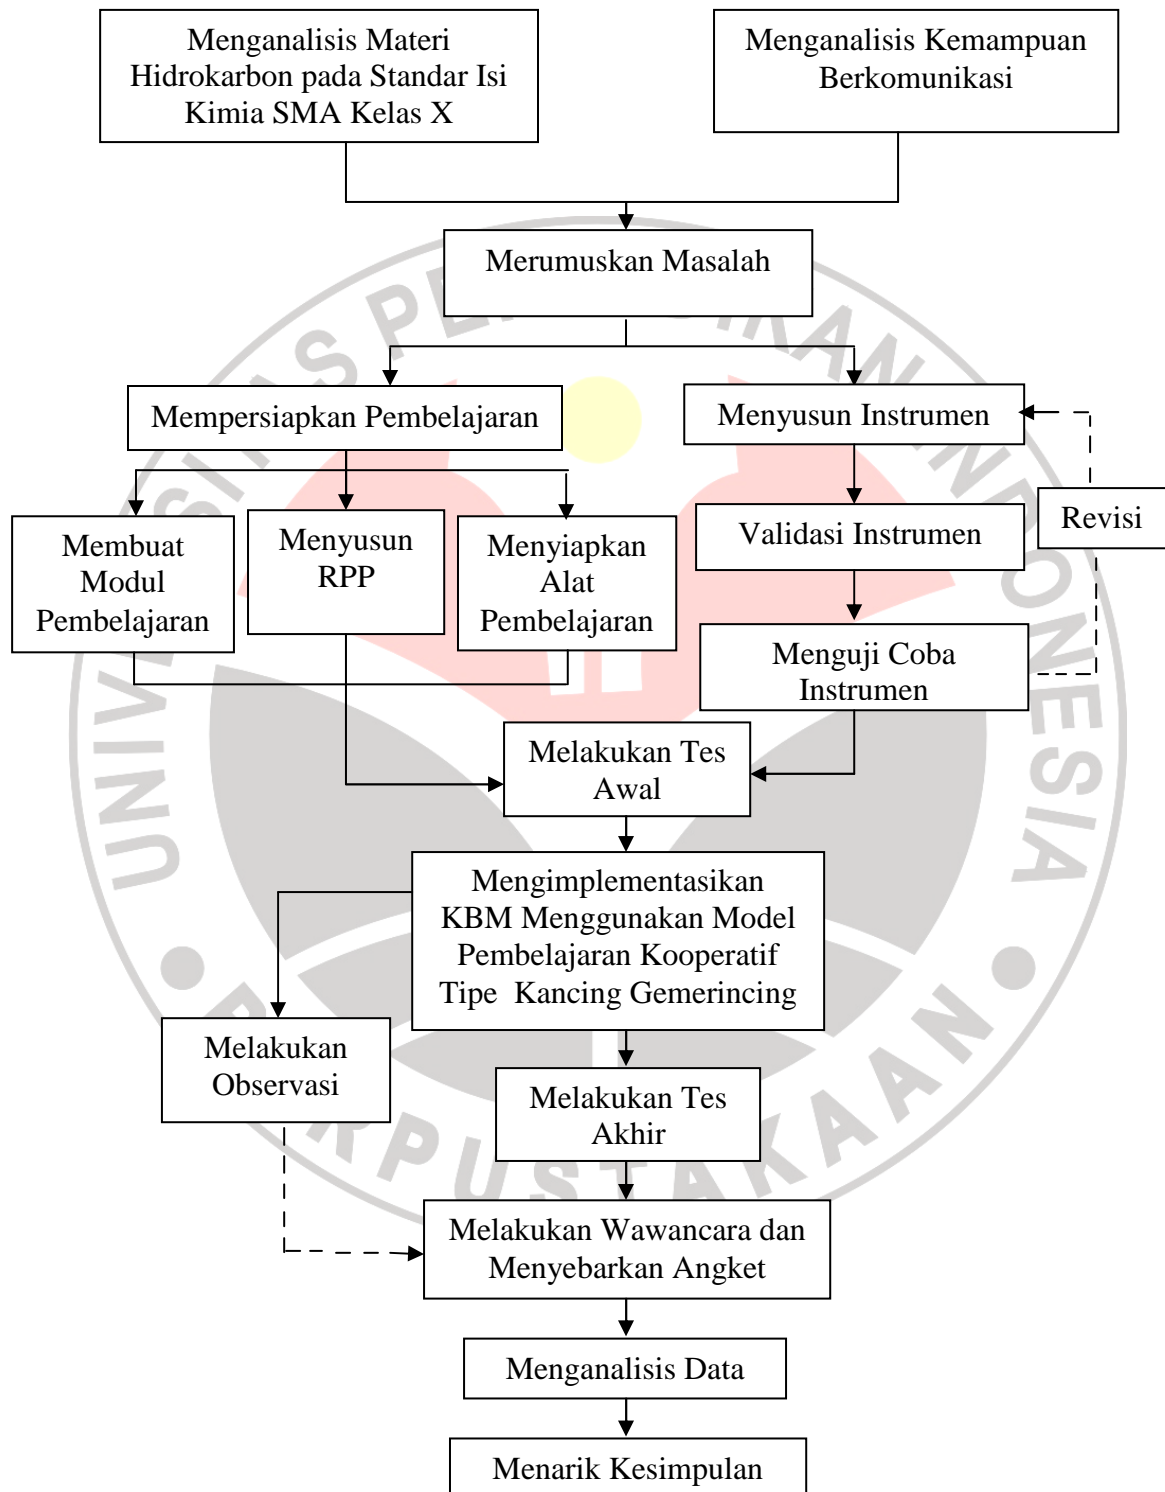 Menganalisis Materi
Hidrokarbon pada Standar Isi
Kimia SMA Kelas X
Menganalisis Kemampuan
Berkomunikasi
Merumuskan Masalah
Mempersiapkan Pembelajaran
Menyusun Instrumen
Membuat
Modul
Pembelajaran
Menyusun
RPP
Menyiapkan
Alat
Pembelajaran
Validasi Instrumen
Revisi
Menguji Coba
Instrumen
Melakukan Tes
Awal
Mengimplementasikan
KBM Menggunakan Model
Pembelajaran Kooperatif
Tipe Kancing Gemerincing
Melakukan
Observasi
Melakukan Tes
Akhir
Melakukan Wawancara dan
Menyebarkan Angket
Menganalisis Data
Menarik Kesimpulan
INDONESIA